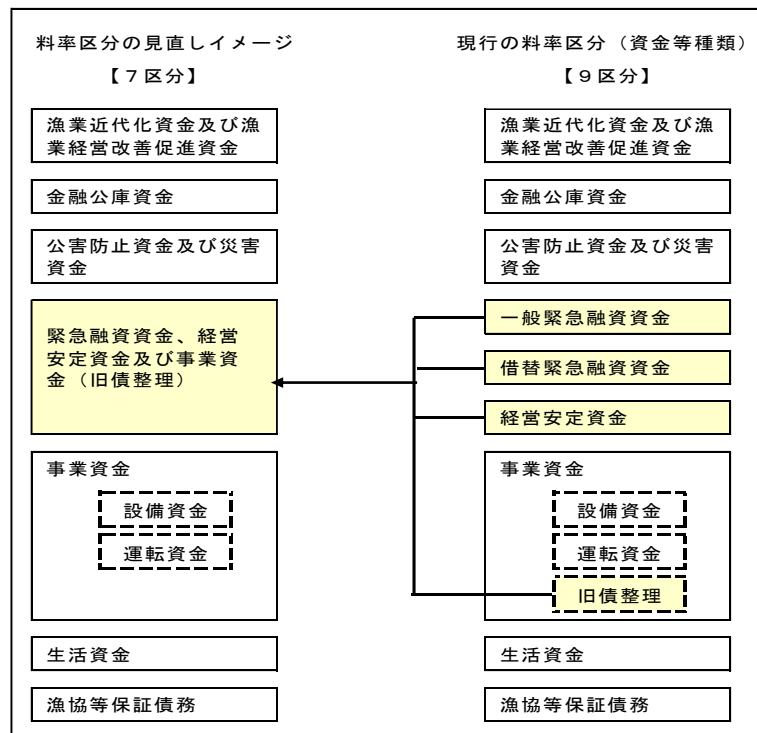 料率区分の見直しイメージ
【７区分】
漁業近代化資金及び漁
業経営改善促進資金
金融公庫資金
公害防止資金及び災害
資金
緊急融資資金、経営
安定資金及び事業資
金（旧債整理）
事業資金
設備資金
運転資金
生活資金
漁協等保証債務
現行の料率区分（資金等種類）
【９区分】
漁業近代化資金及び漁
業経営改善促進資金
金融公庫資金
公害防止資金及び災害
資金
一般緊急融資資金
借替緊急融資資金
経営安定資金
事業資金
設備資金
運転資金
旧債整理
生活資金
漁協等保証債務